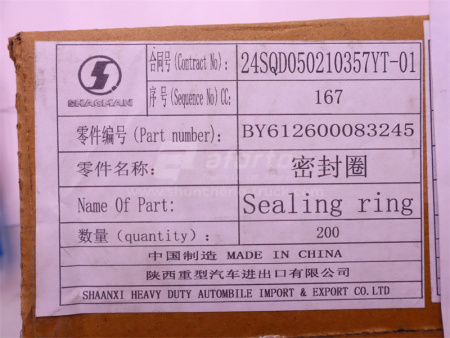 SHACMAN
合同号(Contract No): 24SQD050210357YT-01
序号(Sequence No)CC: 167
零件编号(Part number): BY612600083245
零件名称: 密封圈
Name Of Part: Sealing ring
数量(quantity): 200
中国制造 MADE IN CHINA
陕西重型汽车进出口有限公司
SHAANXI HEAVY DUTY AUTOMBILE IMPORT & EXPORT CO.LTD